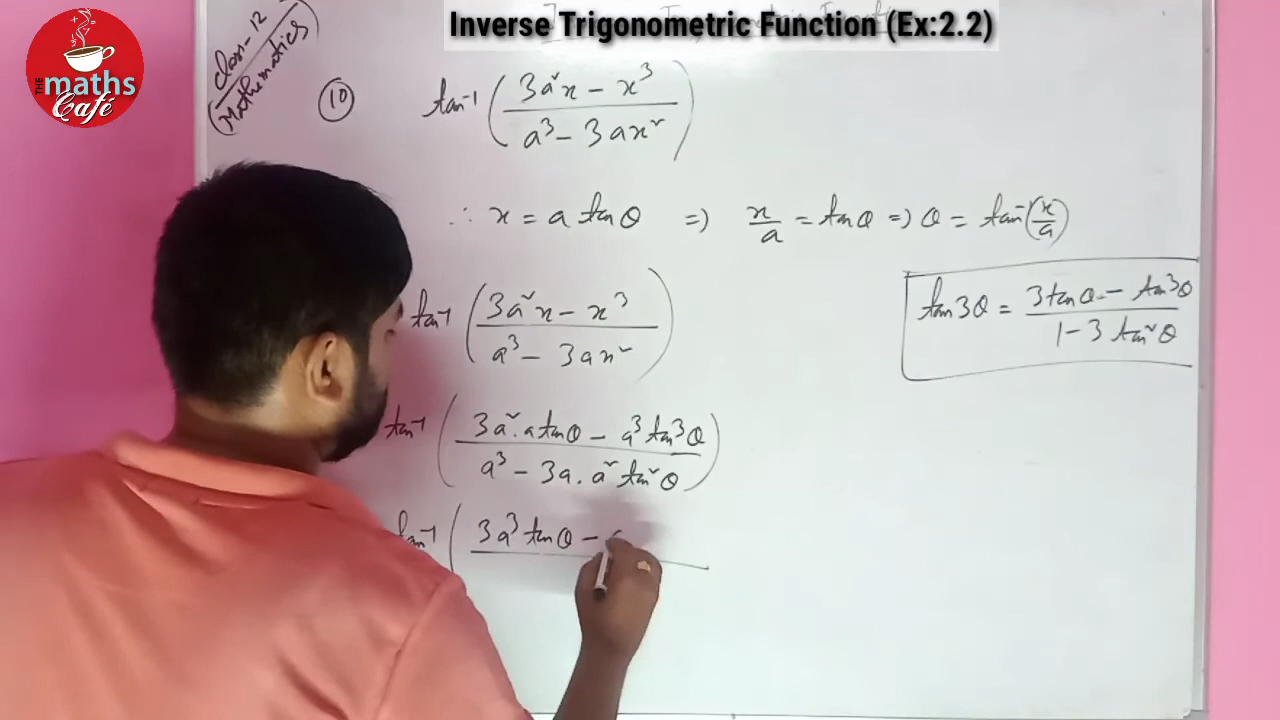 Inverse Trigonometric Function (Ex:2.2)
THE maths Café
Class-12
(Mathematics)
(10) tan⁻¹ ( (3a²x - x³) / (a³ - 3ax²) )
∴ x = a tanθ => x/a = tanθ => θ = tan⁻¹(x/a)
tan3θ = (3tanθ - tan³θ) / (1 - 3tan²θ)
tan⁻¹ ( (3a²x - x³) / (a³ - 3ax²) )
tan⁻¹ ( (3a².a tanθ - a³tan³θ) / (a³ - 3a.a²tan²θ) )
tan⁻¹ ( 3a³ tanθ -